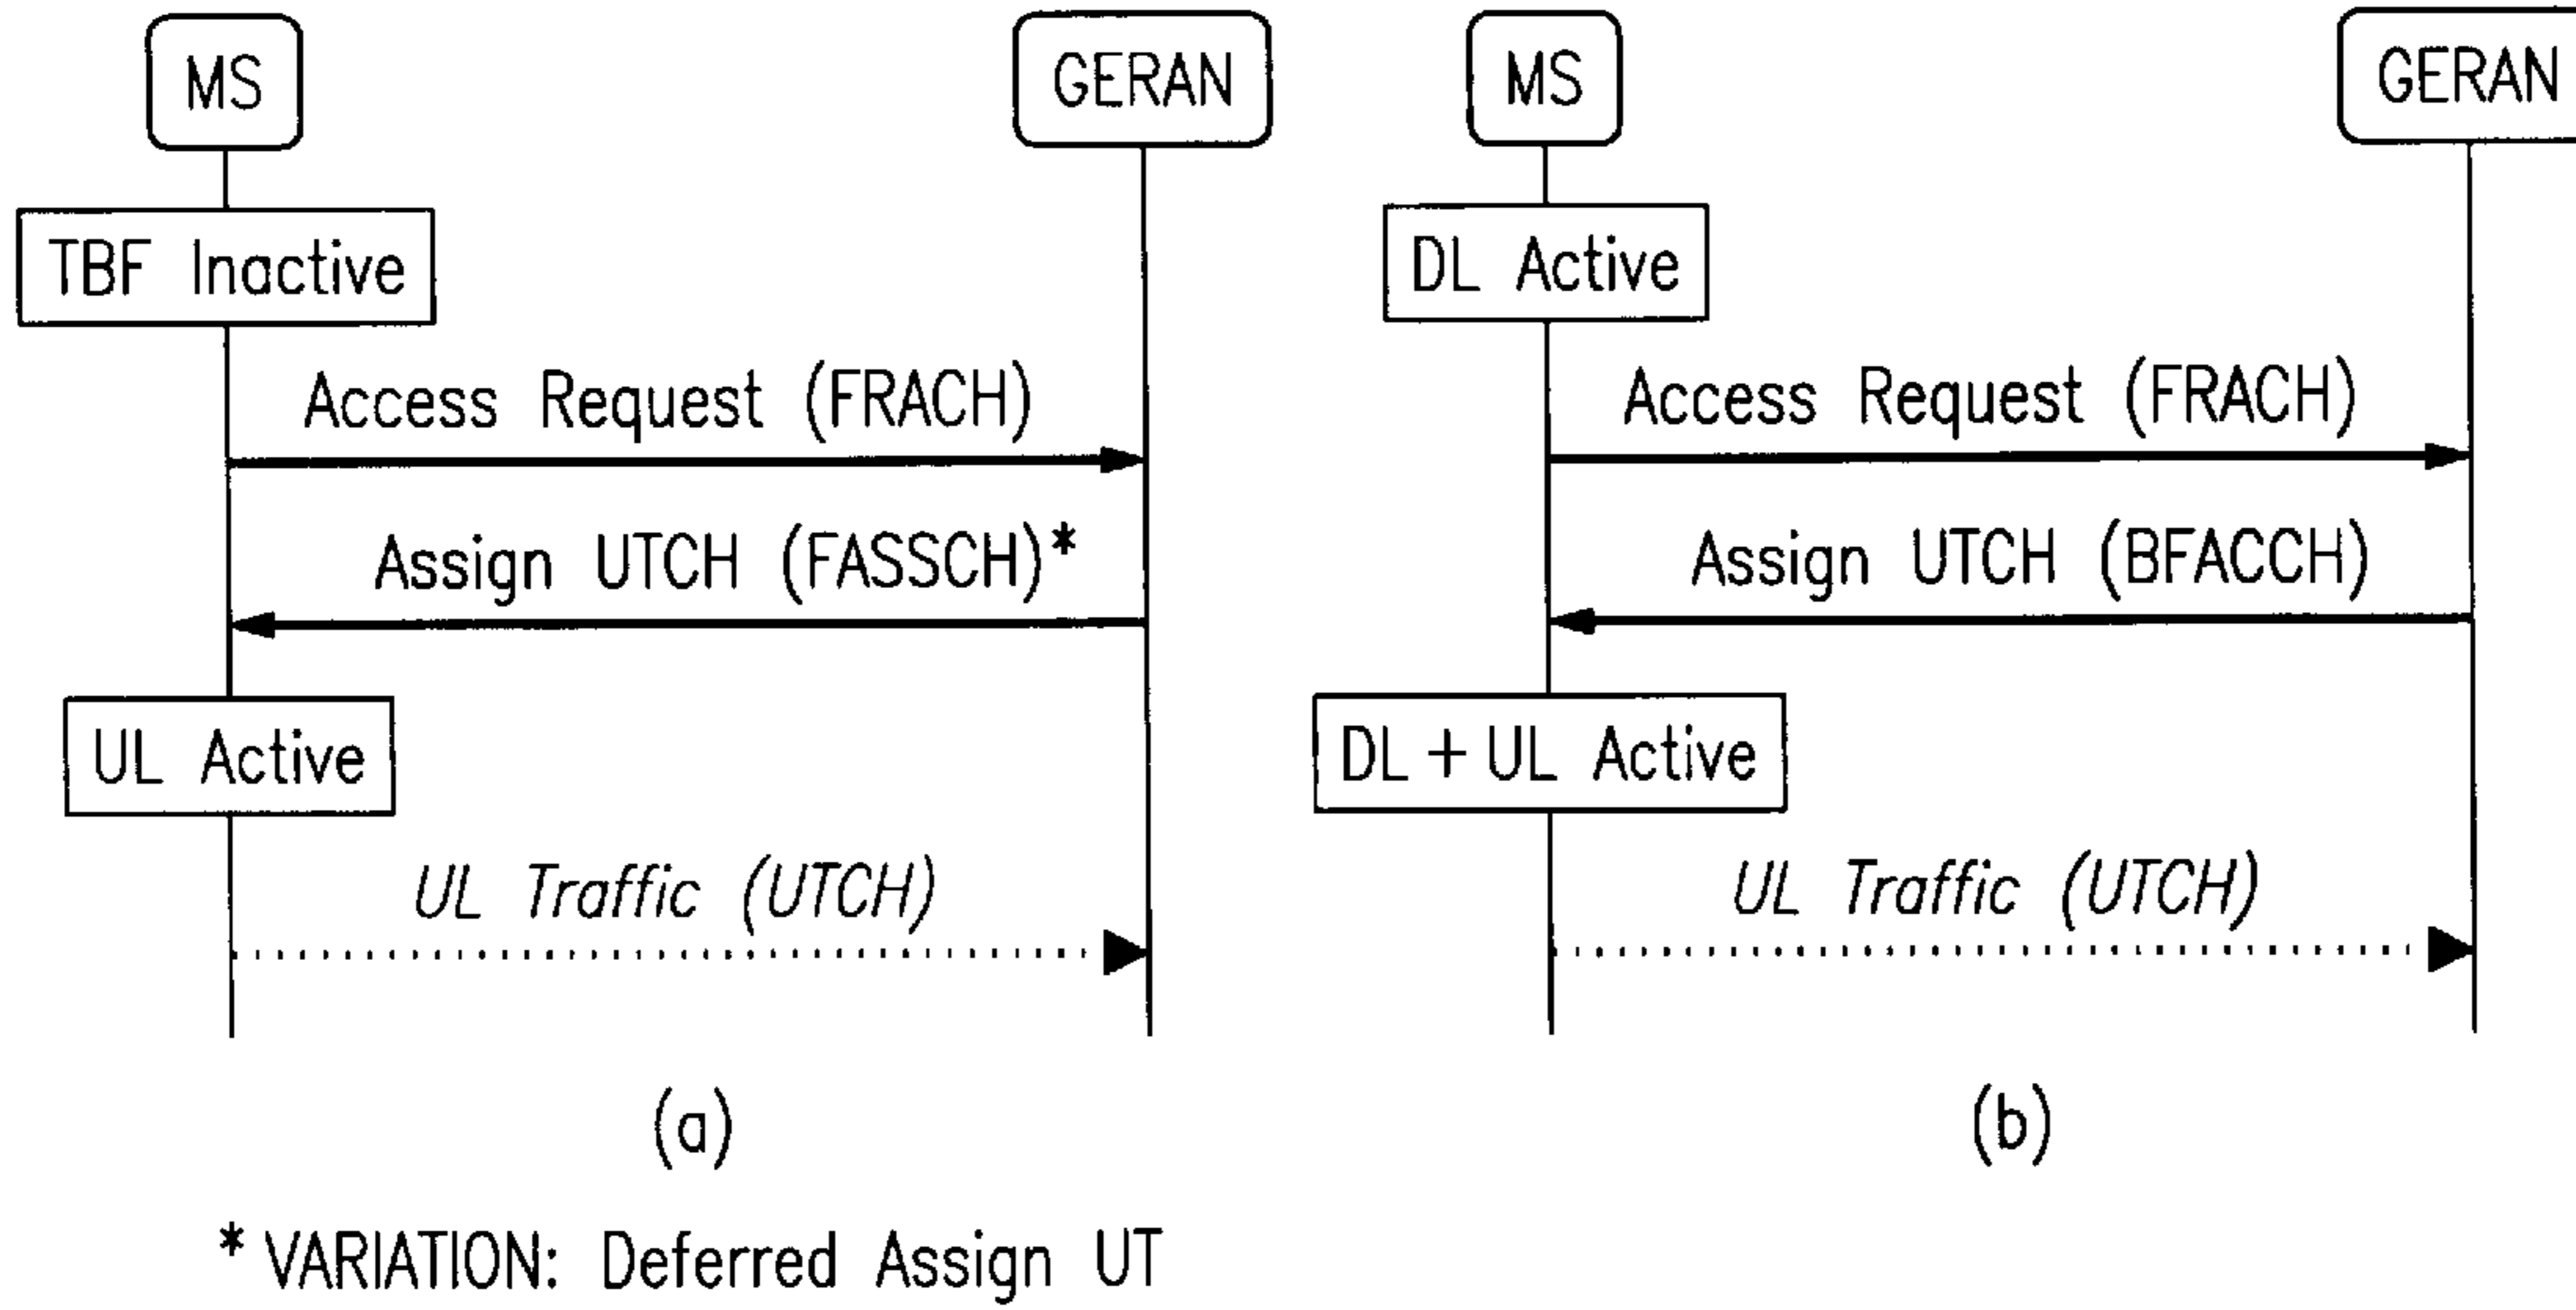 MS
GERAN
TBF Inactive
Access Request (FRACH)
Assign UTCH (FASSCH)*
UL Active
UL Traffic (UTCH)
(a)
* VARIATION: Deferred Assign UT
MS
GERAN
DL Active
Access Request (FRACH)
Assign UTCH (BFACCH)
DL + UL Active
UL Traffic (UTCH)
(b)